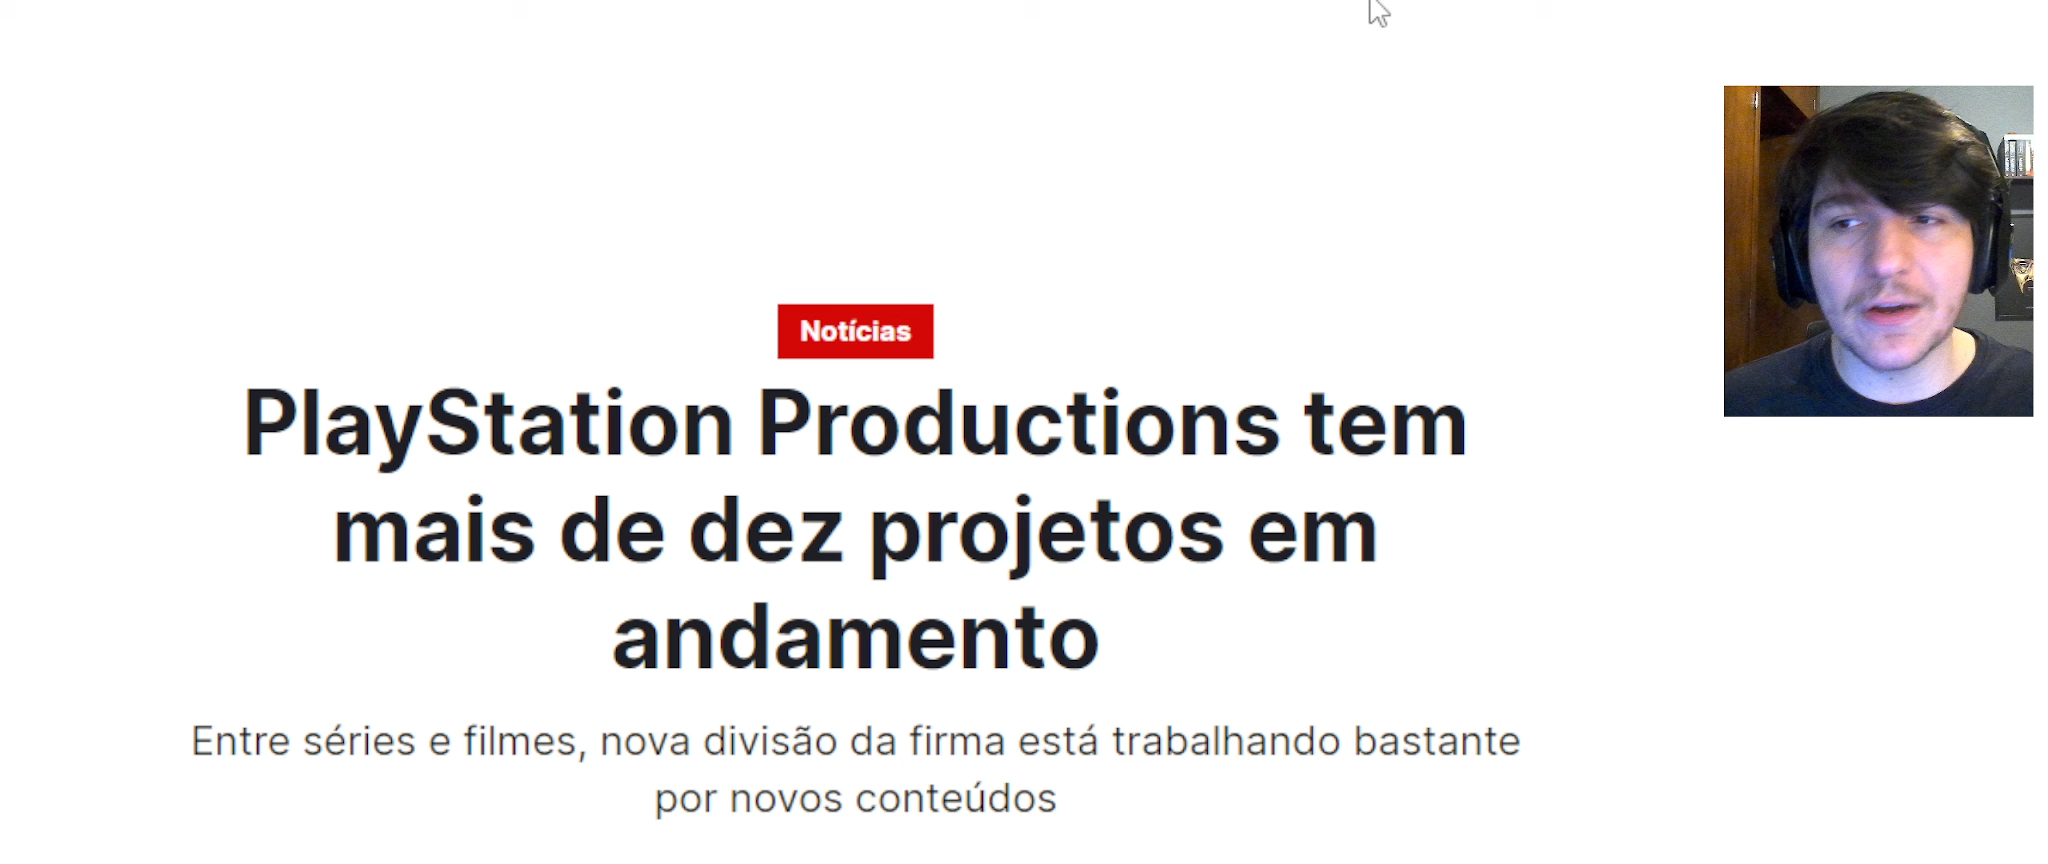 Notícias
PlayStation Productions tem
mais de dez projetos em
andamento
Entre séries e filmes, nova divisão da firma está trabalhando bastante
por novos conteúdos